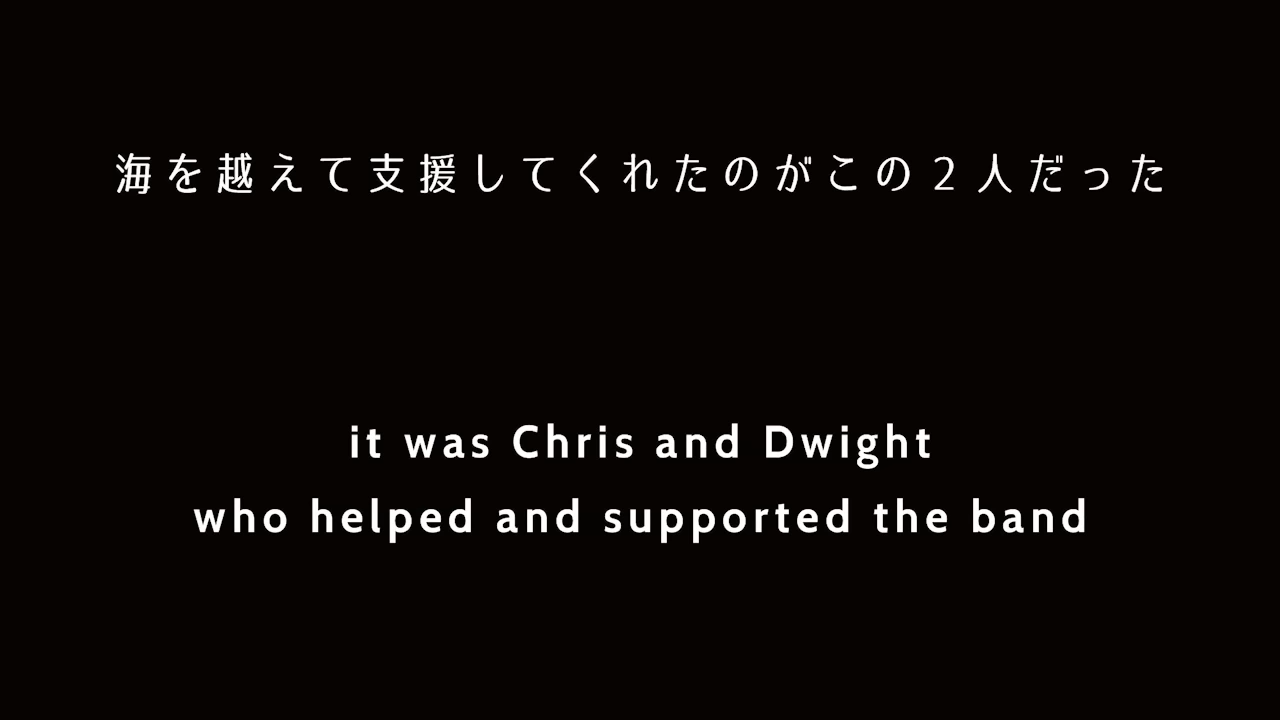 海を越えて支援してくれたのがこの２人だった
it was Chris and Dwight
who helped and supported the band